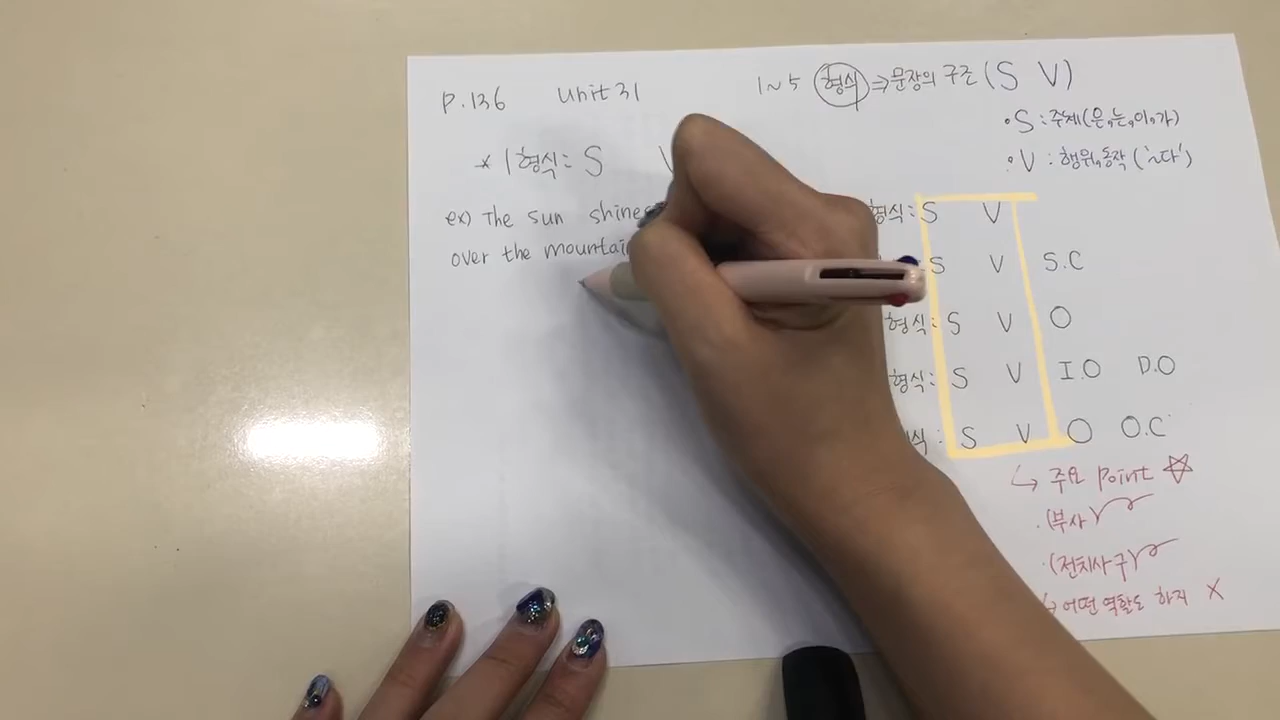 P.136 Unit 31
1~5 형식 ⇒ 문장의 구조 (S V)
•S : 주체(은,는,이,가)
•V : 행위,동작 ('~다')
* 1형식: S V
ex) The sun shines
over the
형식: S V
S V S.C
형식: S V O
형식: S V I.O D.O
식: S V O O.C
↳ 주요 point ☆
·(부사)
·(전치사구)
↳ 어떤 역할도 하지 X